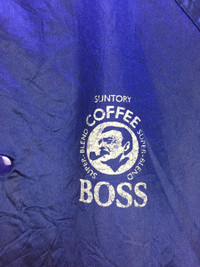 SUNTORY
COFFEE
SUPER-BLEND
SUPER-BLEND
BOSS